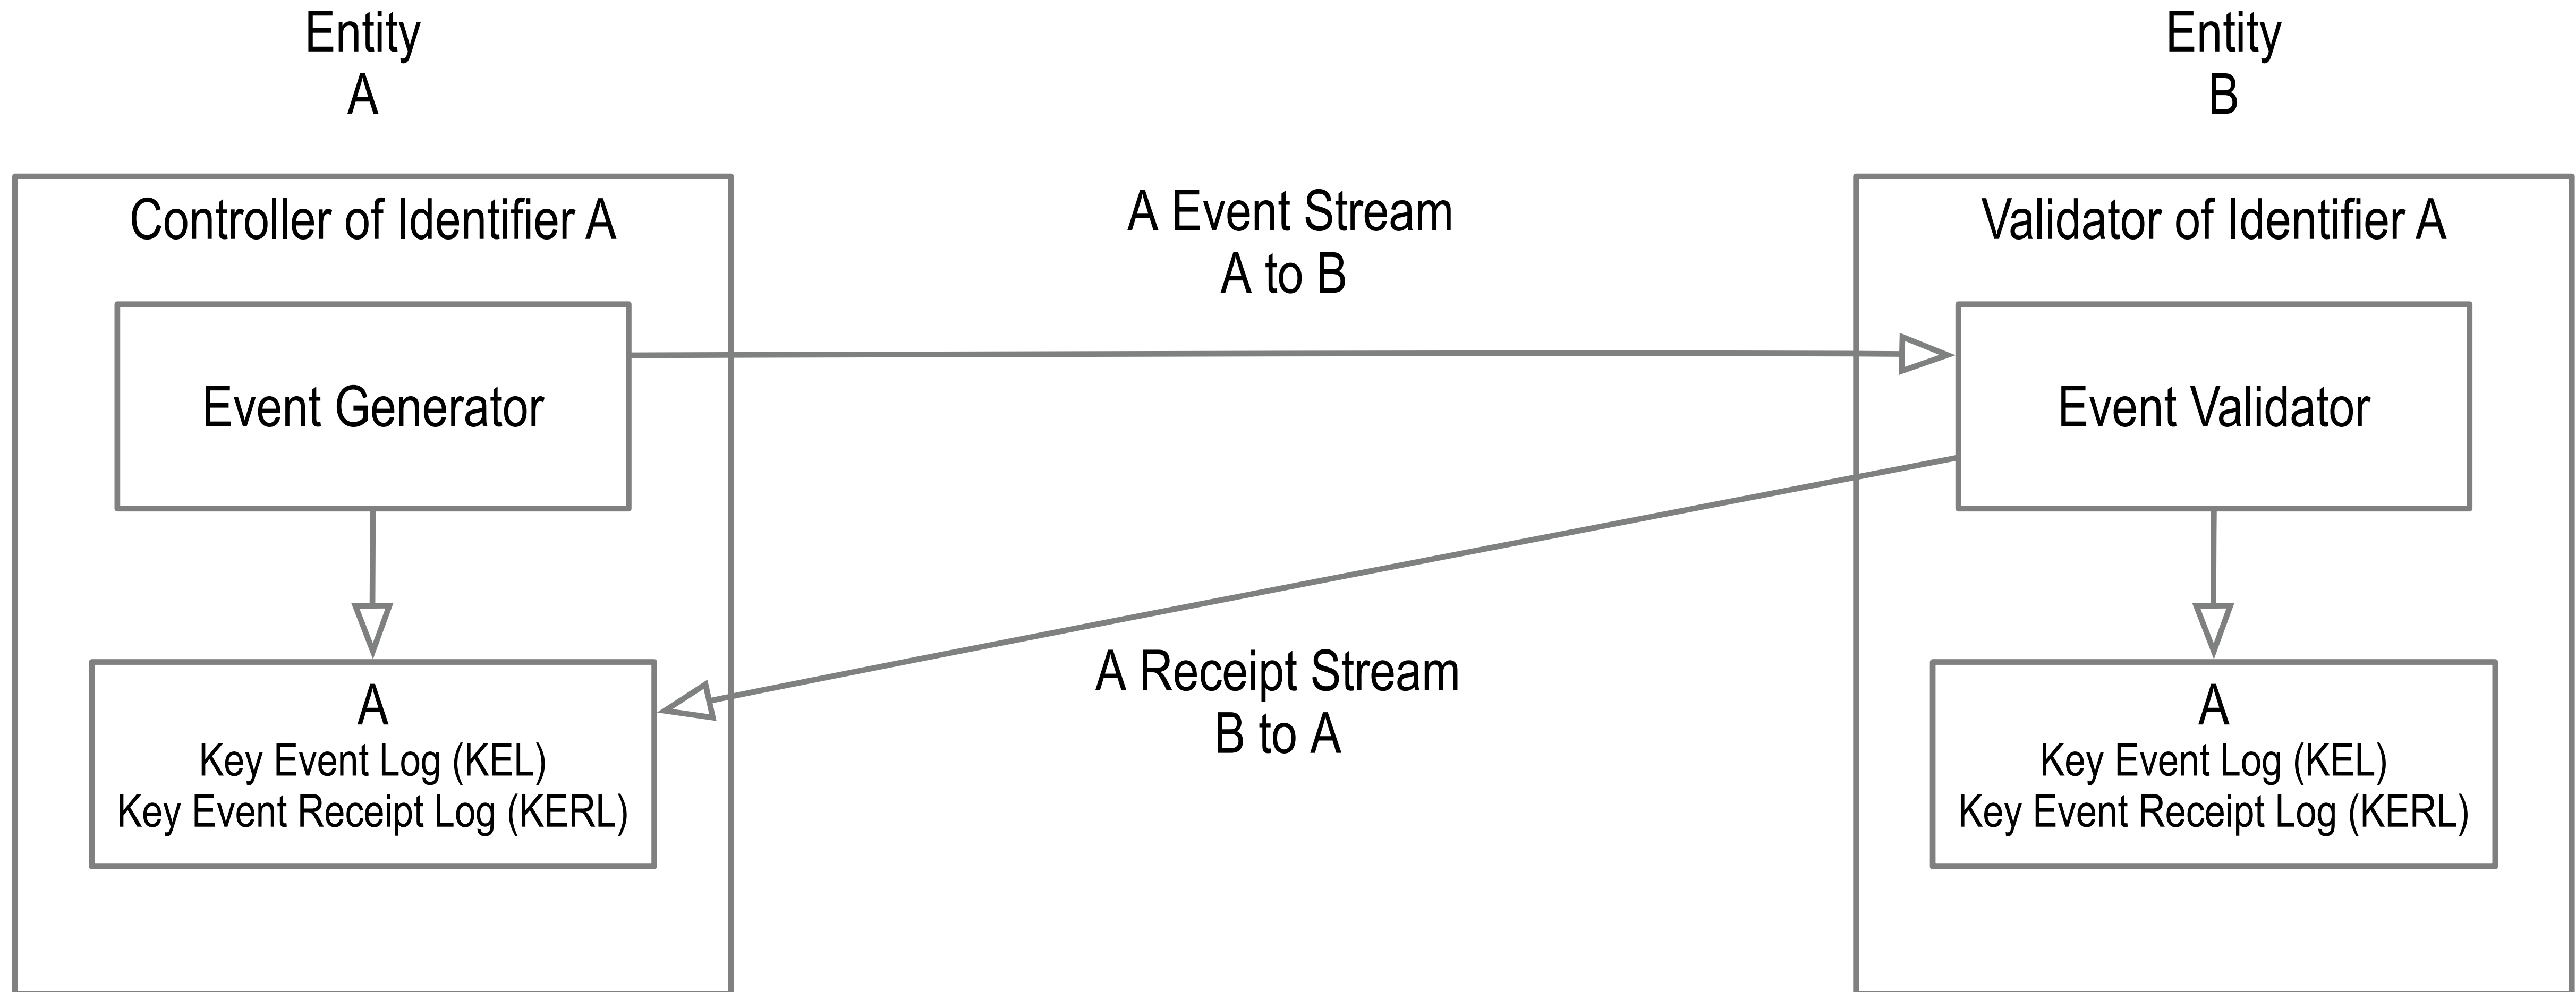 Entity
A
Entity
B
Controller of Identifier A
Event Generator
A
Key Event Log (KEL)
Key Event Receipt Log (KERL)
A Event Stream
A to B
A Receipt Stream
B to A
Validator of Identifier A
Event Validator
A
Key Event Log (KEL)
Key Event Receipt Log (KERL)